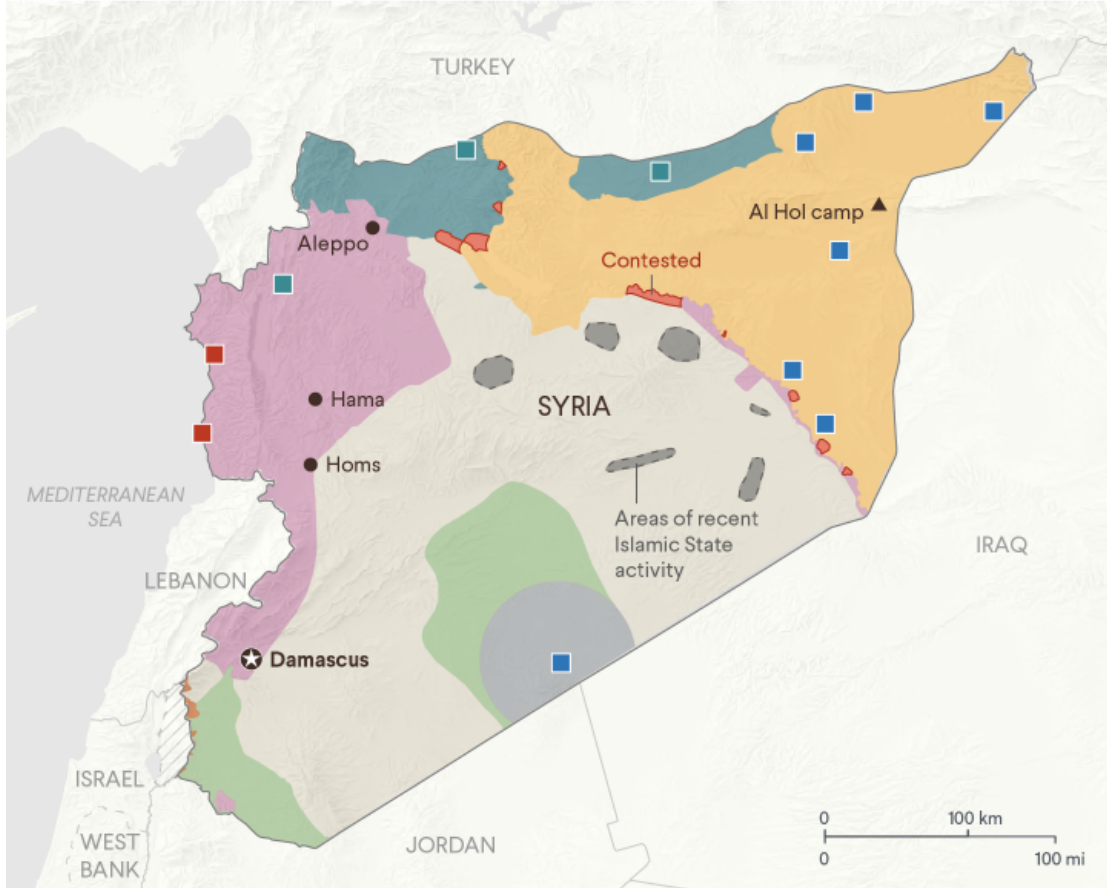 TURKEY
Al Hol camp
Aleppo
Contested
Hama
SYRIA
Homs
MEDITERRANEAN
SEA
Areas of recent
Islamic State
activity
IRAQ
LEBANON
Damascus
ISRAEL
WEST
BANK
JORDAN
0 100 km
0 100 mi